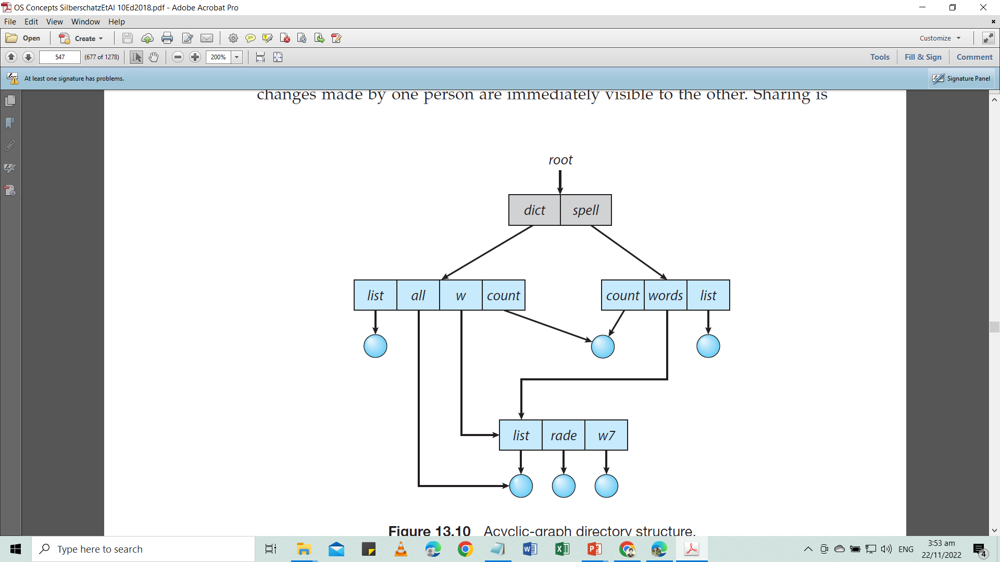 OS Concepts SilberschatzEtAl 10Ed2018.pdf - Adobe Acrobat Pro
File Edit View Window Help
Open Create Customize
547 (677 of 1278) 200% Tools Fill & Sign Comment
At least one signature has problems. Signature Panel
changes made by one person are immediately visible to the other. Sharing is
root
dict spell
list all w count count words list
list rade w7
Figure 13.10 Acyclic-graph directory structure.
Type here to search
ENG
3:53 am
22/11/2022
4